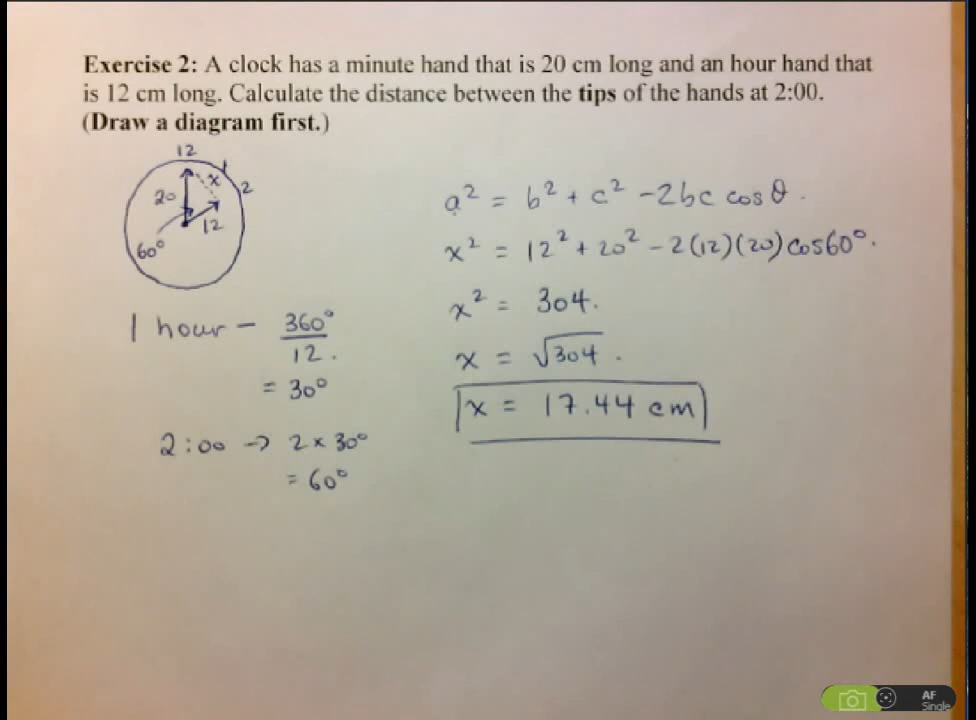 Exercise 2: A clock has a minute hand that is 20 cm long and an hour hand that
is 12 cm long. Calculate the distance between the tips of the hands at 2:00.
(Draw a diagram first.)
12
1
x
2
20
12
60°
a² = b² + c² - 2bc cos θ.
x² = 12² + 20² - 2(12)(20) cos60°.
x² = 304.
x = √304.
x = 17.44 cm
1 hour - 360°
12.
= 30°
2:00 → 2 × 30°
= 60°
AF
Single